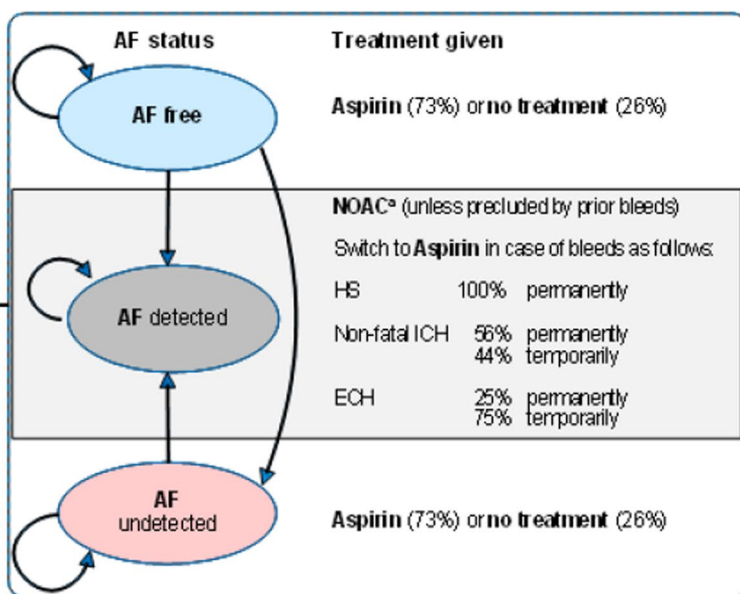 AF status Treatment given
AF free
Aspirin (73%) or no treatment (26%)
NOACᵃ (unless precluded by prior bleeds)
Switch to Aspirin in case of bleeds as follows:
HS 100% permanently
AF detected
Non-fatal ICH 56% permanently
44% temporarily
ECH 25% permanently
75% temporarily
AF
undetected
Aspirin (73%) or no treatment (26%)